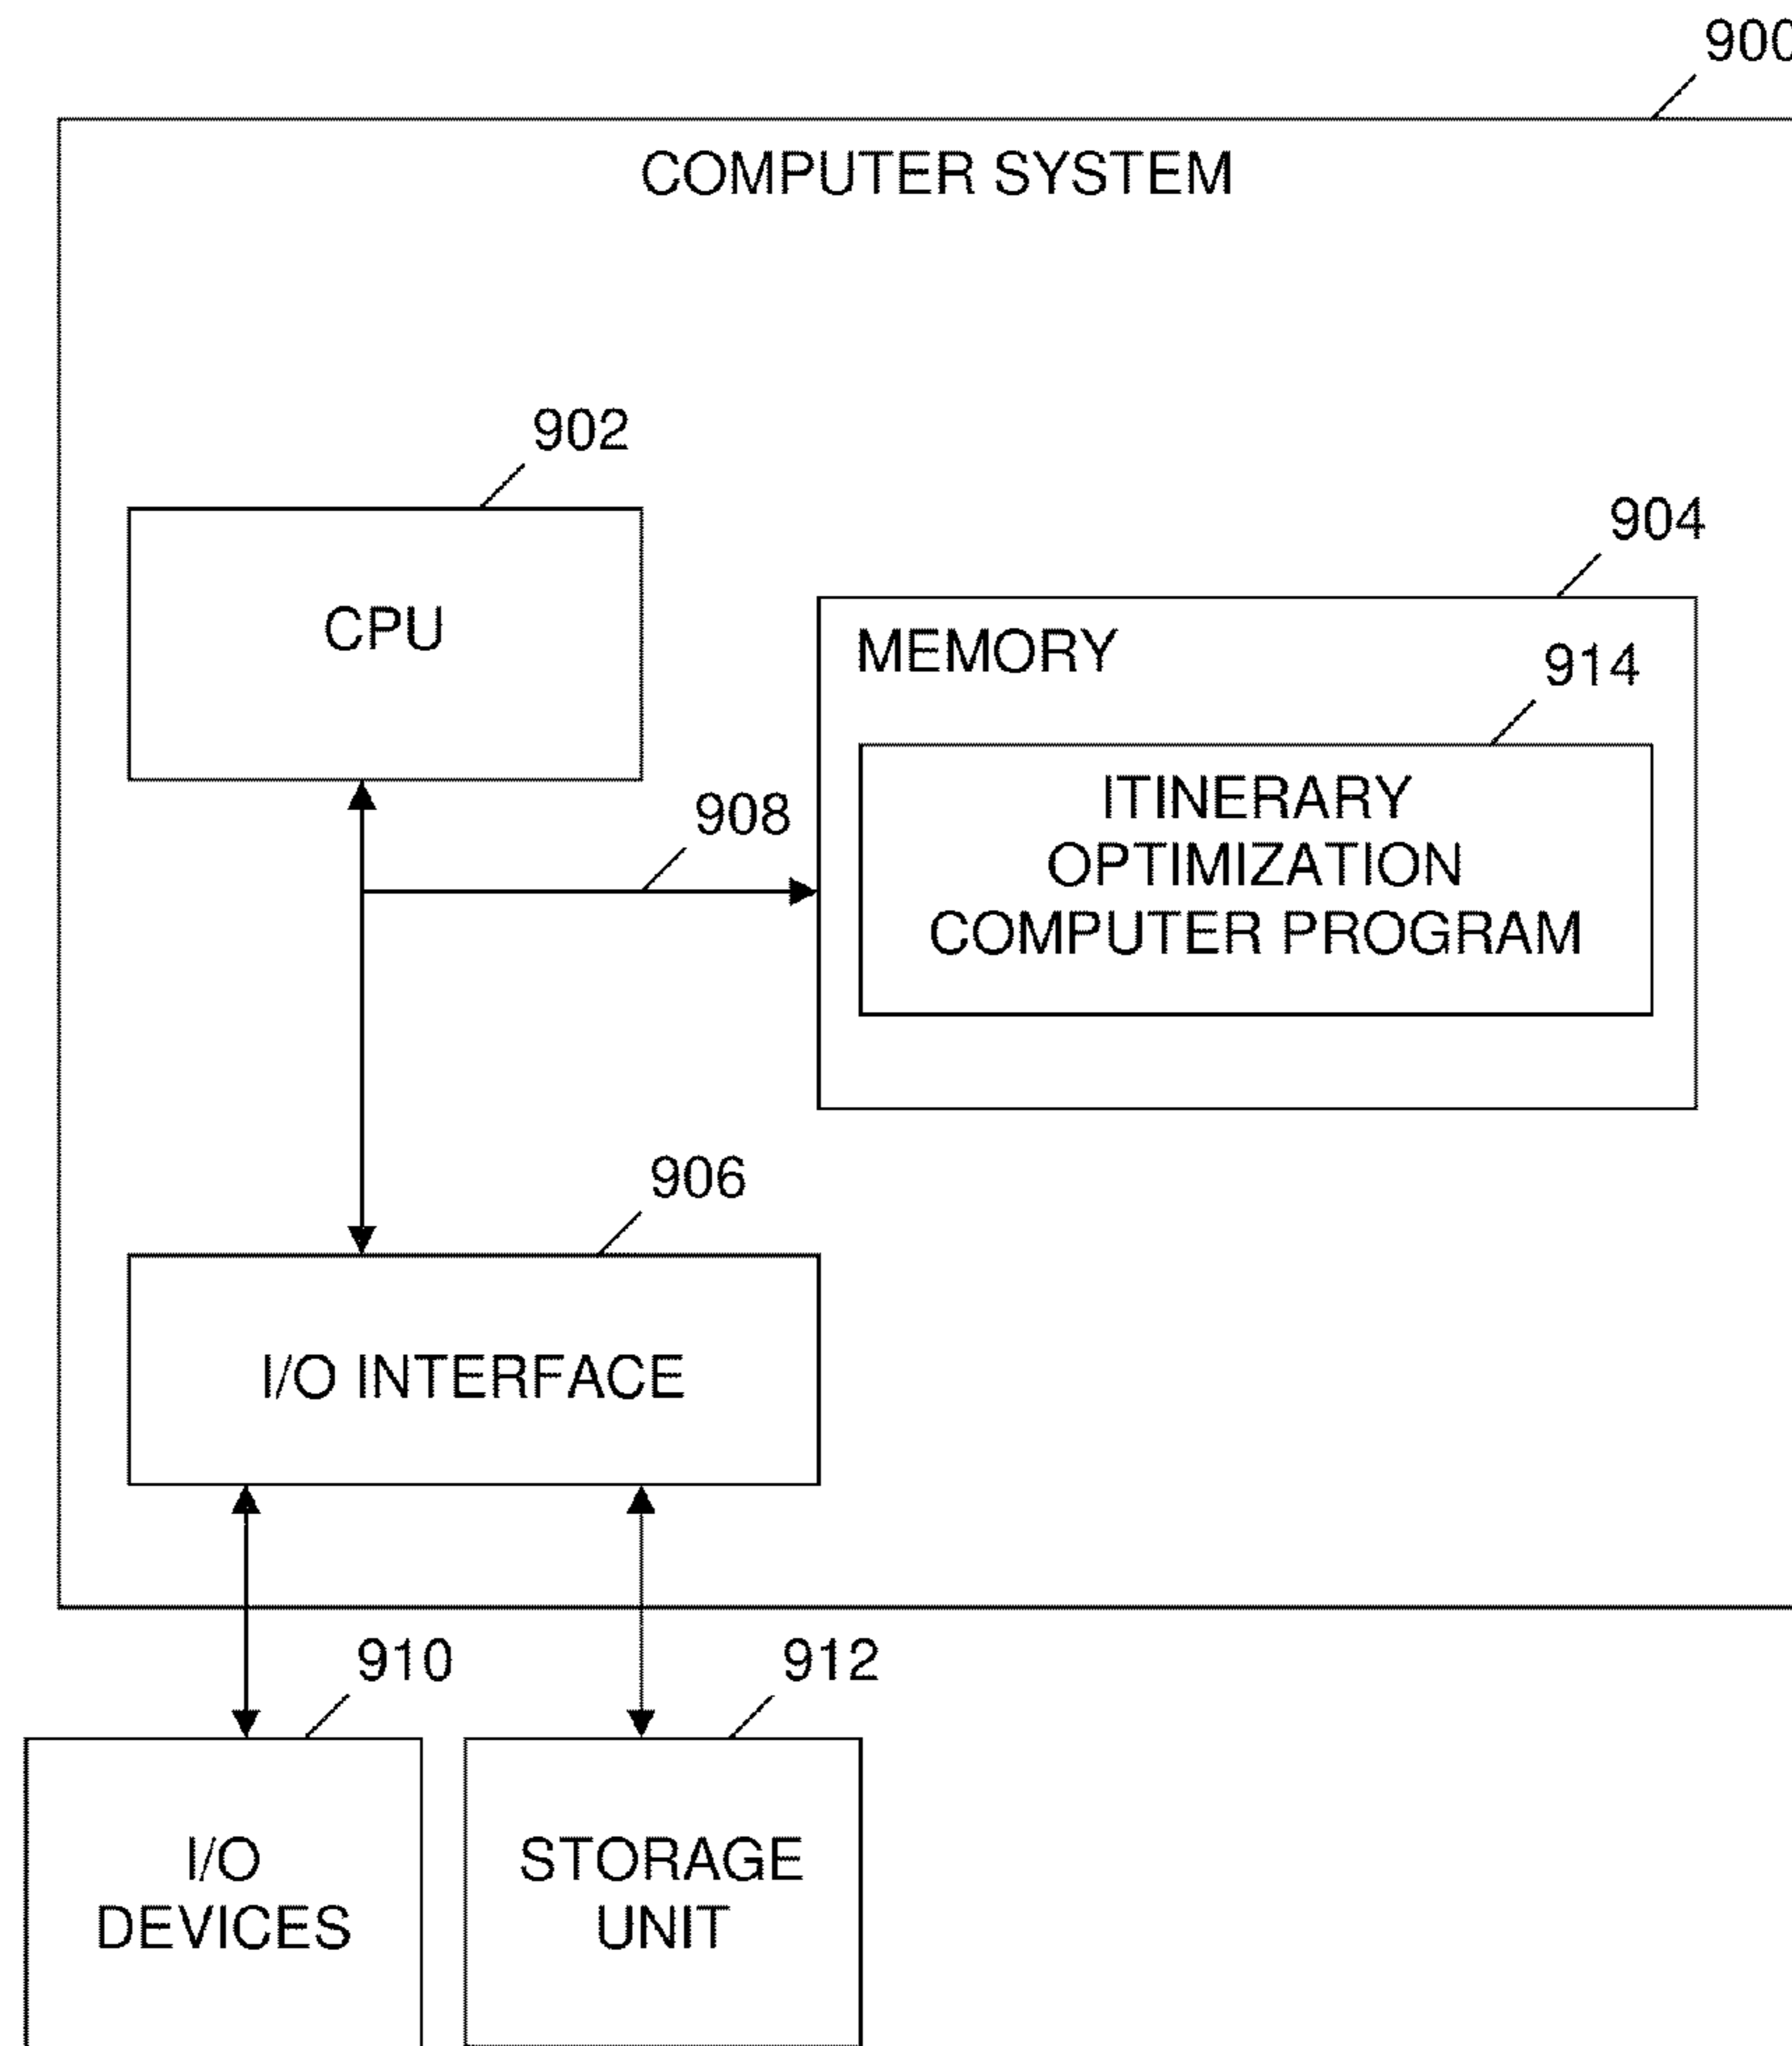 900
COMPUTER SYSTEM
902
CPU
904
MEMORY
914
ITINERARY
OPTIMIZATION
COMPUTER PROGRAM
908
906
I/O INTERFACE
910
912
I/O
DEVICES
STORAGE
UNIT